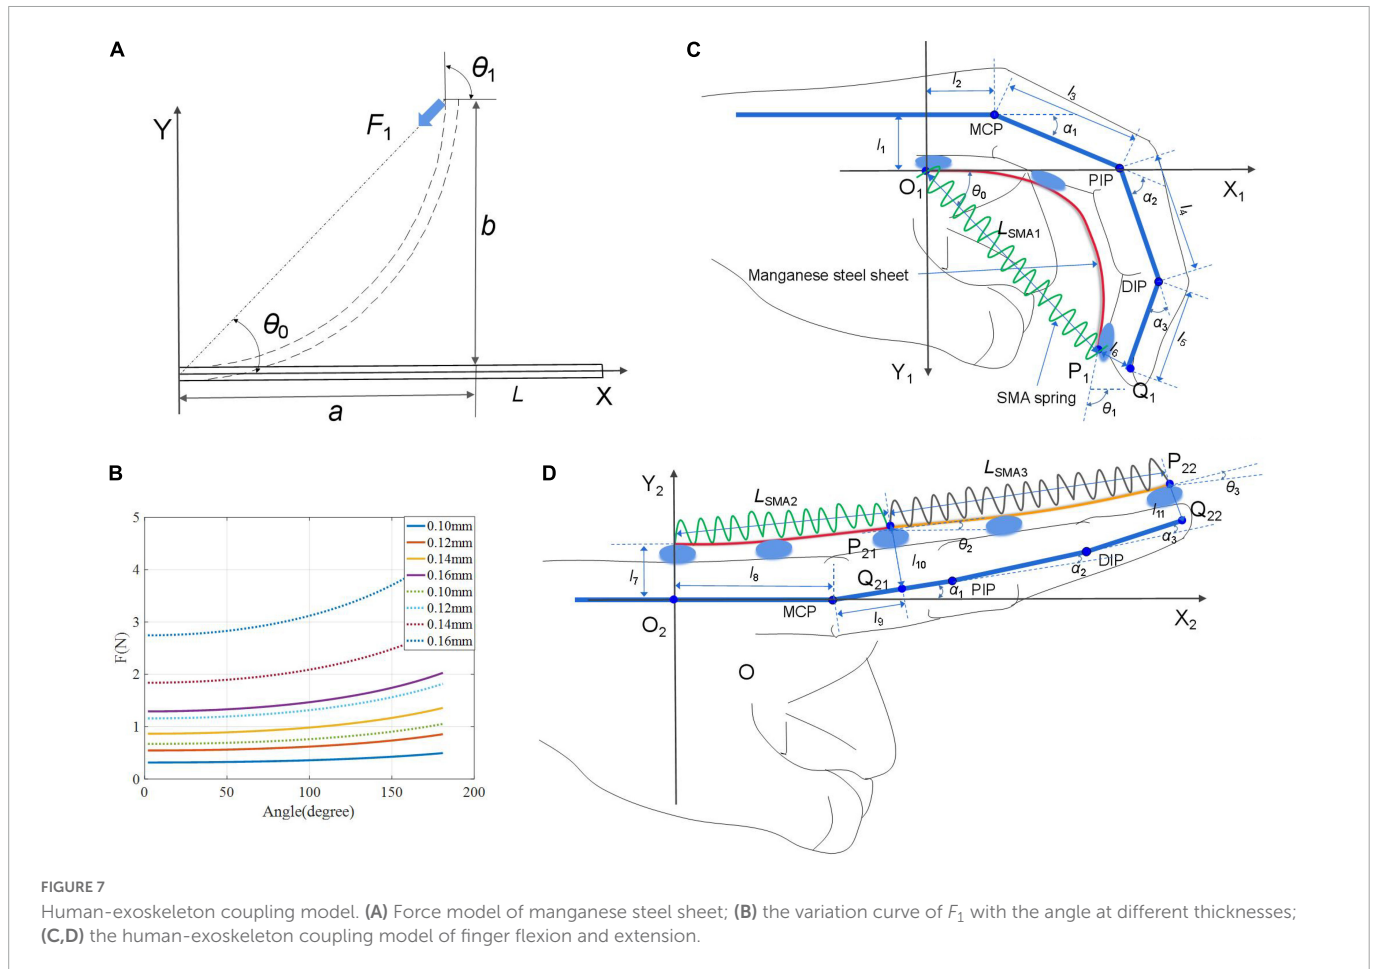 A
θ1
F1
Y
θ0
b
a
L
X
B
5
4
3
2
1
0
F(N)
0.10mm
0.12mm
0.14mm
0.16mm
0.10mm
0.12mm
0.14mm
0.16mm
0
50
100
150
200
Angle(degree)
C
l2
l3
MCP
α1
l1
O1
θ0
PIP
X1
α2
l4
LSMA1
Manganese steel sheet
DIP
α3
l5
l6
P1
Y1
Q1
SMA spring
θ1
D
Y2
LSMA2
LSMA3
P22
θ3
l11
Q22
P21
θ2
α3
l7
l8
l10
Q21
α2
DIP
α1
PIP
MCP
l9
O2
X2
O
FIGURE 7
Human-exoskeleton coupling model. (A) Force model of manganese steel sheet; (B) the variation curve of F1 with the angle at different thicknesses;
(C,D) the human-exoskeleton coupling model of finger flexion and extension.